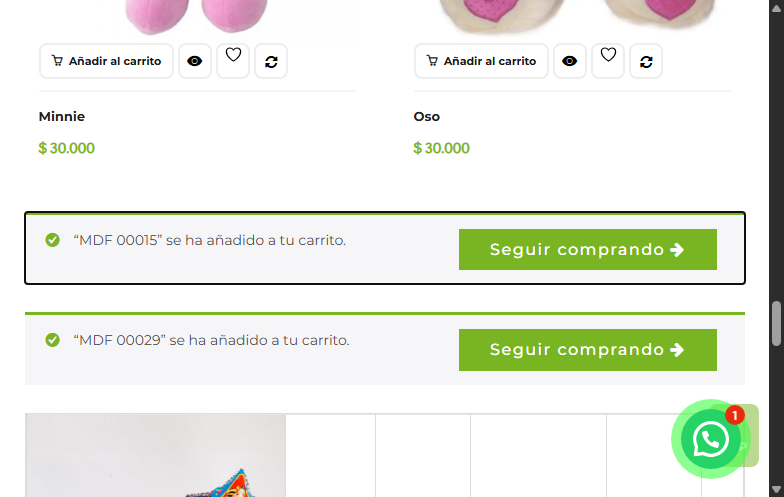 Añadir al carrito
Añadir al carrito
Minnie
Oso
$ 30.000
$ 30.000
“MDF 00015” se ha añadido a tu carrito.
Seguir comprando
“MDF 00029” se ha añadido a tu carrito.
Seguir comprando
1